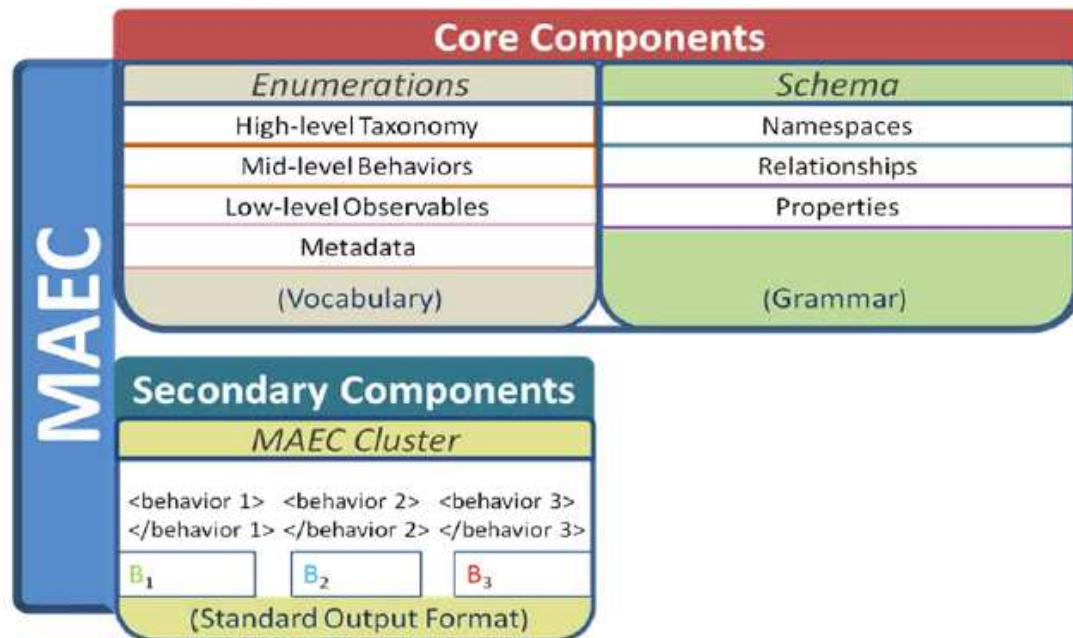 MAEC
Core Components
Enumerations
High-level Taxonomy
Mid-level Behaviors
Low-level Observables
Metadata
(Vocabulary)
Schema
Namespaces
Relationships
Properties
(Grammar)
Secondary Components
MAEC Cluster
<behavior 1> <behavior 2> <behavior 3>
</behavior 1> </behavior 2> </behavior 3>
B₁ B₂ B₃
(Standard Output Format)